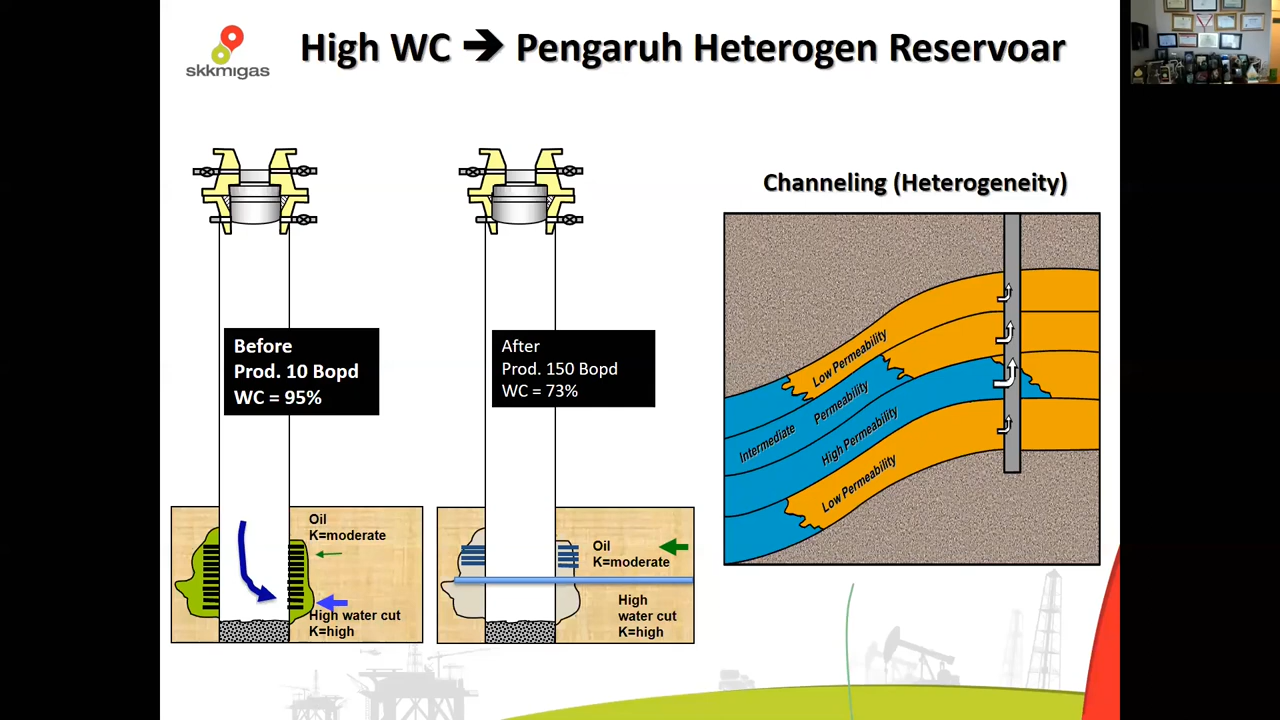 skkmigas
High WC ➔ Pengaruh Heterogen Reservoar
Before
Prod. 10 Bopd
WC = 95%
Oil
K=moderate
High water cut
K=high
After
Prod. 150 Bopd
WC = 73%
Oil
K=moderate
High
water cut
K=high
Channeling (Heterogeneity)
Low Permeability
Intermediate Permeability
High Permeability
Low Permeability